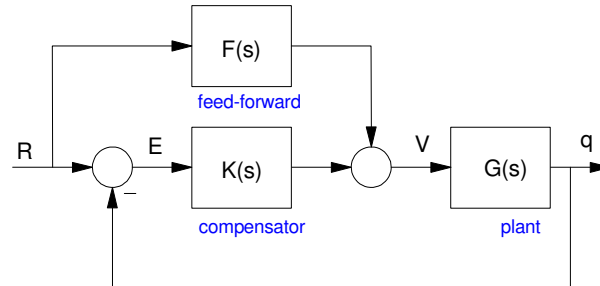 F(s)
feed-forward
R
E
V
q
K(s)
G(s)
–
compensator
plant